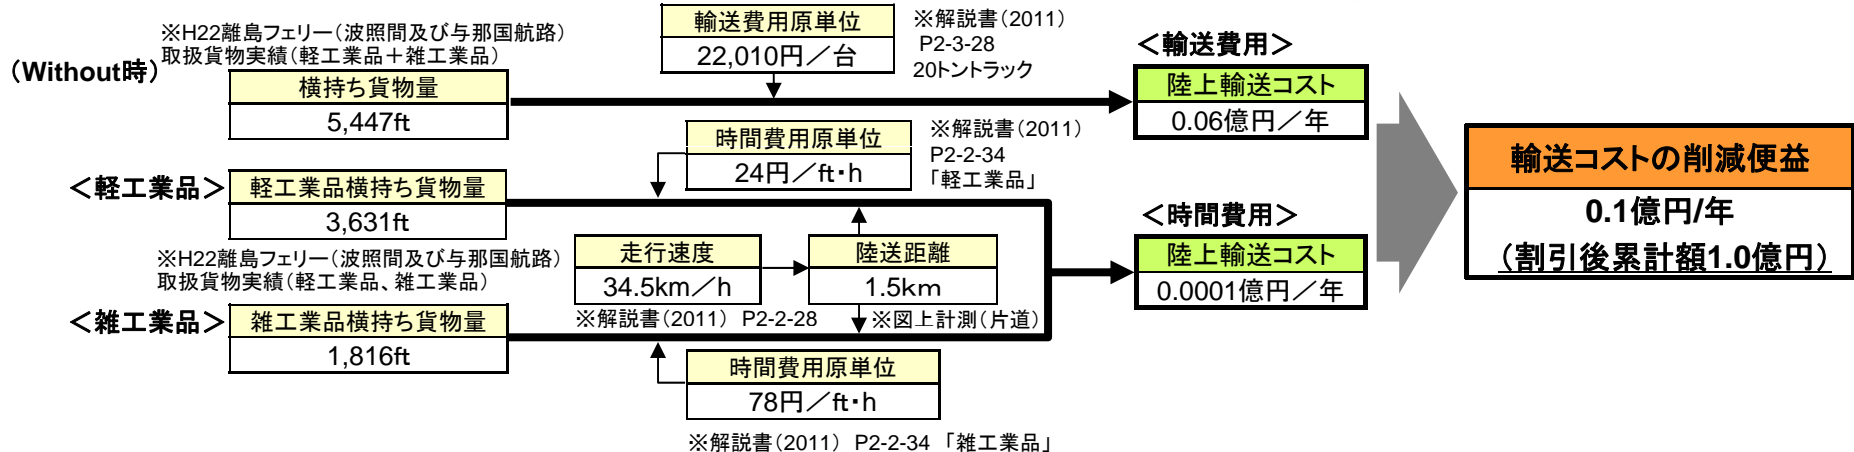 (Without時)
※H22離島フェリー(波照間及び与那国航路)
取扱貨物実績(軽工業品+雑工業品)
横持ち貨物量
5,447ft
輸送費用原単位
22,010円/台
※解説書(2011)
P2-3-28
20トントラック
<輸送費用>
陸上輸送コスト
0.06億円/年
時間費用原単位
24円/ft・h
※解説書(2011)
P2-2-34
「軽工業品」
<軽工業品>
軽工業品横持ち貨物量
3,631ft
※H22離島フェリー(波照間及び与那国航路)
取扱貨物実績(軽工業品、雑工業品)
走行速度
34.5km/h
※解説書(2011) P2-2-28
陸送距離
1.5km
※図上計測(片道)
<雑工業品>
雑工業品横持ち貨物量
1,816ft
時間費用原単位
78円/ft・h
※解説書(2011) P2-2-34 「雑工業品」
<時間費用>
陸上輸送コスト
0.0001億円/年
輸送コストの削減便益
0.1億円/年
(割引後累計額1.0億円)